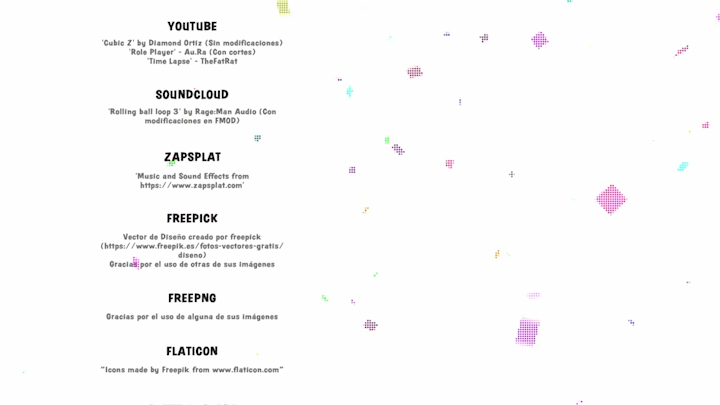 YOUTUBE
'Cubic Z' by Diamond Ortiz (Sin modificaciones)
'Role Player' - Au.Ra (Con cortes)
'Time Lapse' - TheFatRat
SOUNDCLOUD
'Rolling ball loop 3' by Rage:Man Audio (Con
modificaciones en FMOD)
ZAPSPLAT
'Music and Sound Effects from
https://www.zapsplat.com'
FREEPICK
Vector de Diseño creado por freepick
(https://www.freepik.es/fotos-vectores-gratis/
diseno)
Gracias por el uso de otras de sus imágenes
FREEPNG
Gracias por el uso de alguna de sus imágenes
FLATICON
"Icons made by Freepik from www.flaticon.com"